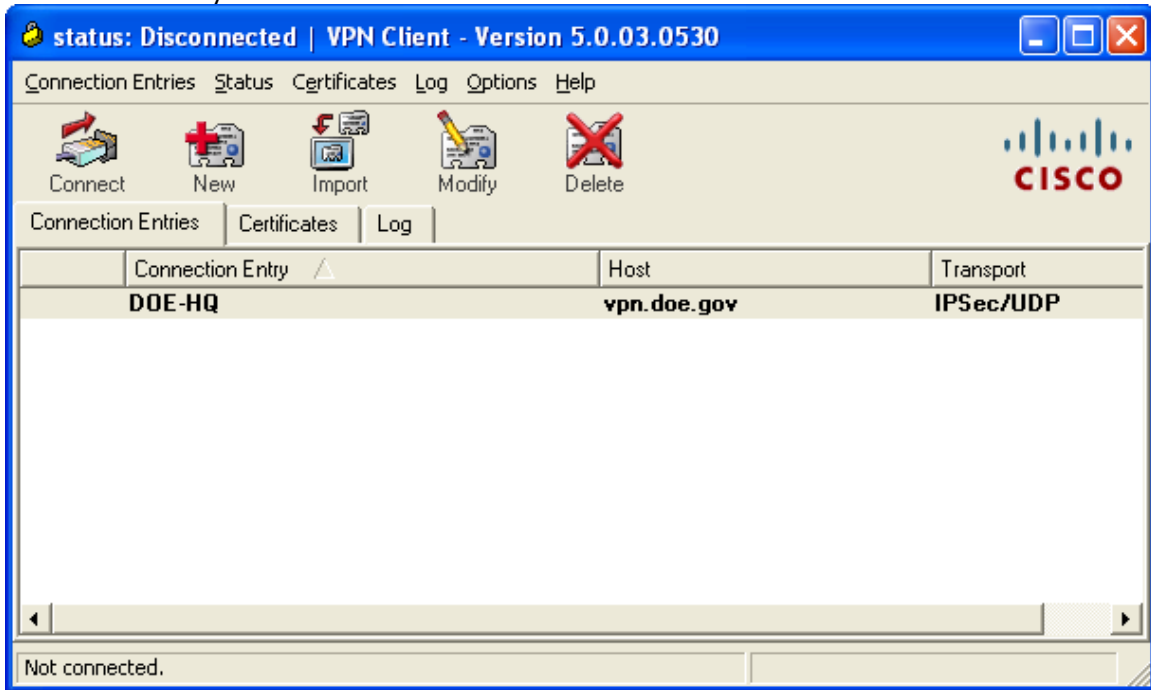 status: Disconnected | VPN Client - Version 5.0.03.0530
Connection Entries Status Certificates Log Options Help
Connect New Import Modify Delete
CISCO
Connection Entries Certificates Log
Connection Entry Host Transport
DOE-HQ vpn.doe.gov IPSec/UDP
Not connected.